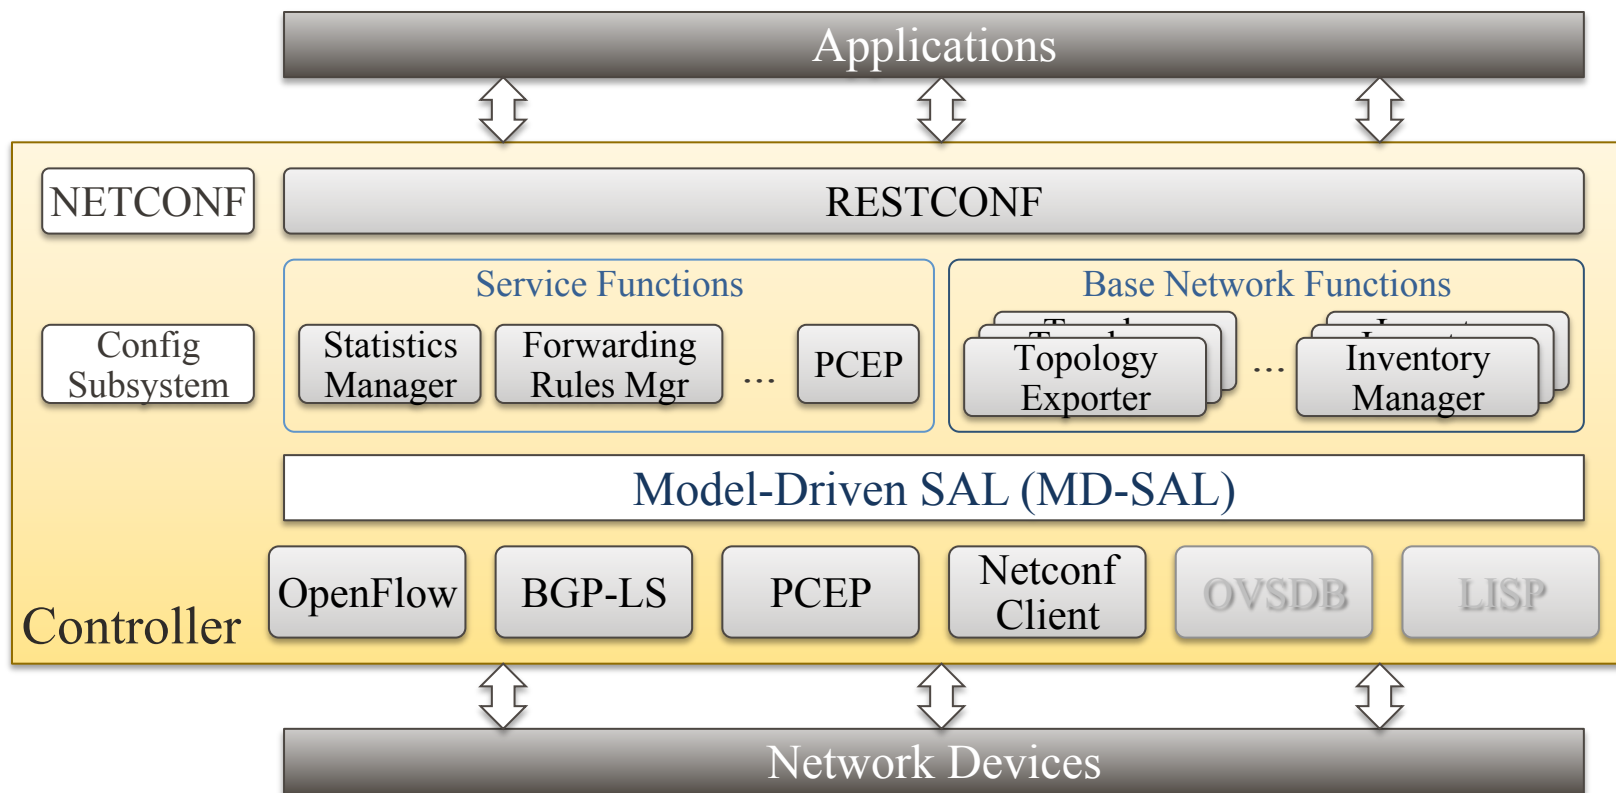 Applications
NETCONF
RESTCONF
Service Functions
Base Network Functions
Config
Subsystem
Statistics
Manager
Forwarding
Rules Mgr
...
PCEP
Topology
Exporter
...
Inventory
Manager
Model-Driven SAL (MD-SAL)
OpenFlow
BGP-LS
PCEP
Netconf
Client
OVSDB
LISP
Controller
Network Devices